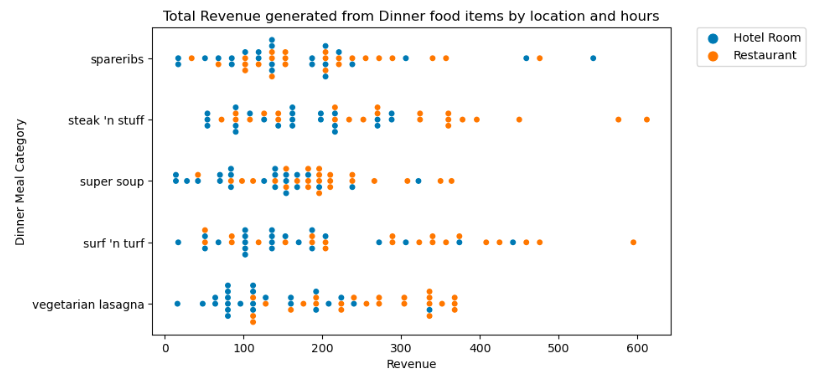 Total Revenue generated from Dinner food items by location and hours
Hotel Room
Restaurant
Dinner Meal Category
spareribs
steak 'n stuff
super soup
surf 'n turf
vegetarian lasagna
0 100 200 300 400 500 600
Revenue